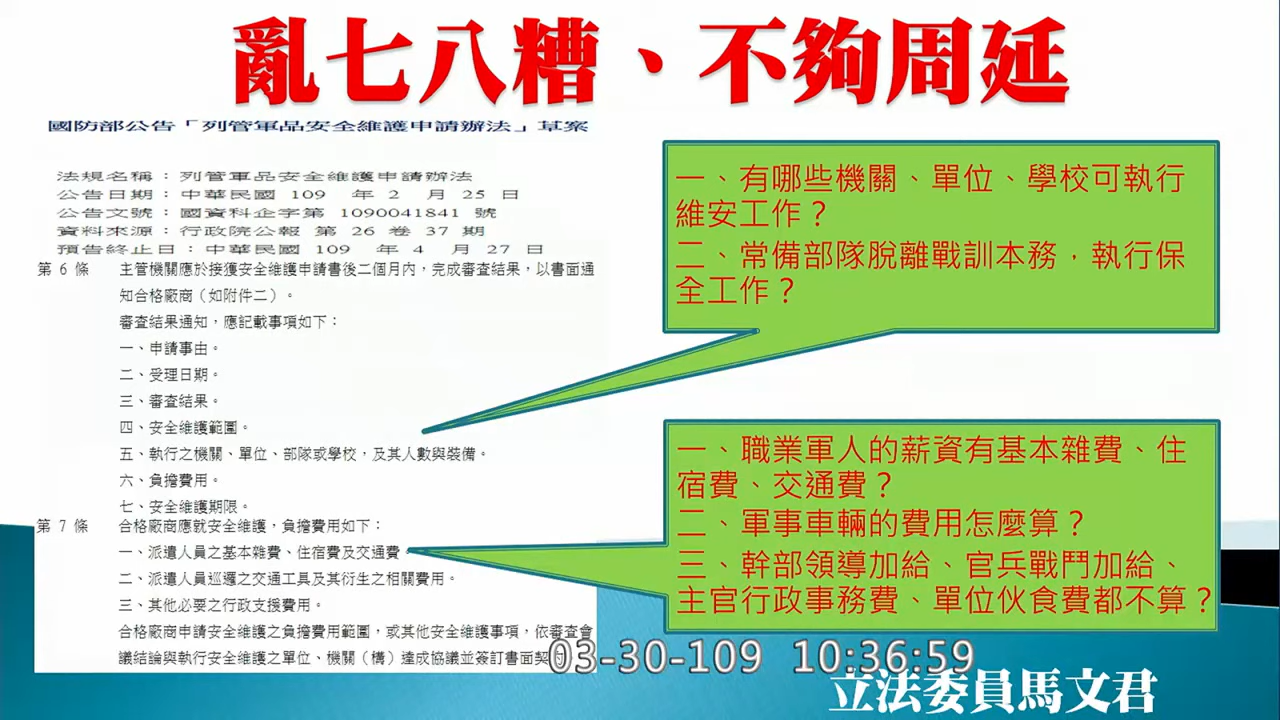 亂七八糟、不夠周延
國防部公告「列管軍品安全維護申請辦法」草案
法規名稱：列管軍品安全維護申請辦法
公告日期：中華民國 109 年 2 月 25 日
公告文號：國資科企字第 1090041841 號
資料來源：行政院公報 第 26 卷 37 期
預告終止日：中華民國 109 年 4 月 27 日
第 6 條 主管機關應於接獲安全維護申請書後二個月內，完成審查結果，以書面通
知合格廠商（如附件二）。
審查結果通知，應記載事項如下：
一、申請事由。
二、受理日期。
三、審查結果。
四、安全維護範圍。
五、執行之機關、單位、部隊或學校，及其人數與裝備。
六、負擔費用。
七、安全維護期限。
第 7 條 合格廠商應就安全維護，負擔費用如下：
一、派遣人員之基本雜費、住宿費及交通費。
二、派遣人員巡邏之交通工具及其衍生之相關費用。
三、其他必要之行政支援費用。
合格廠商申請安全維護之負擔費用範圍，或其他安全維護事項，依審查會
議結論與執行安全維護之單位、機關（構）達成協議並簽訂書面契
一、有哪些機關、單位、學校可執行
維安工作？
二、常備部隊脫離戰訓本務，執行保
全工作？
一、職業軍人的薪資有基本雜費、住
宿費、交通費？
二、軍事車輛的費用怎麼算？
三、幹部領導加給、官兵戰鬥加給、
主官行政事務費、單位伙食費都不算？
03-30-109 10:36:59
立法委員馬文君